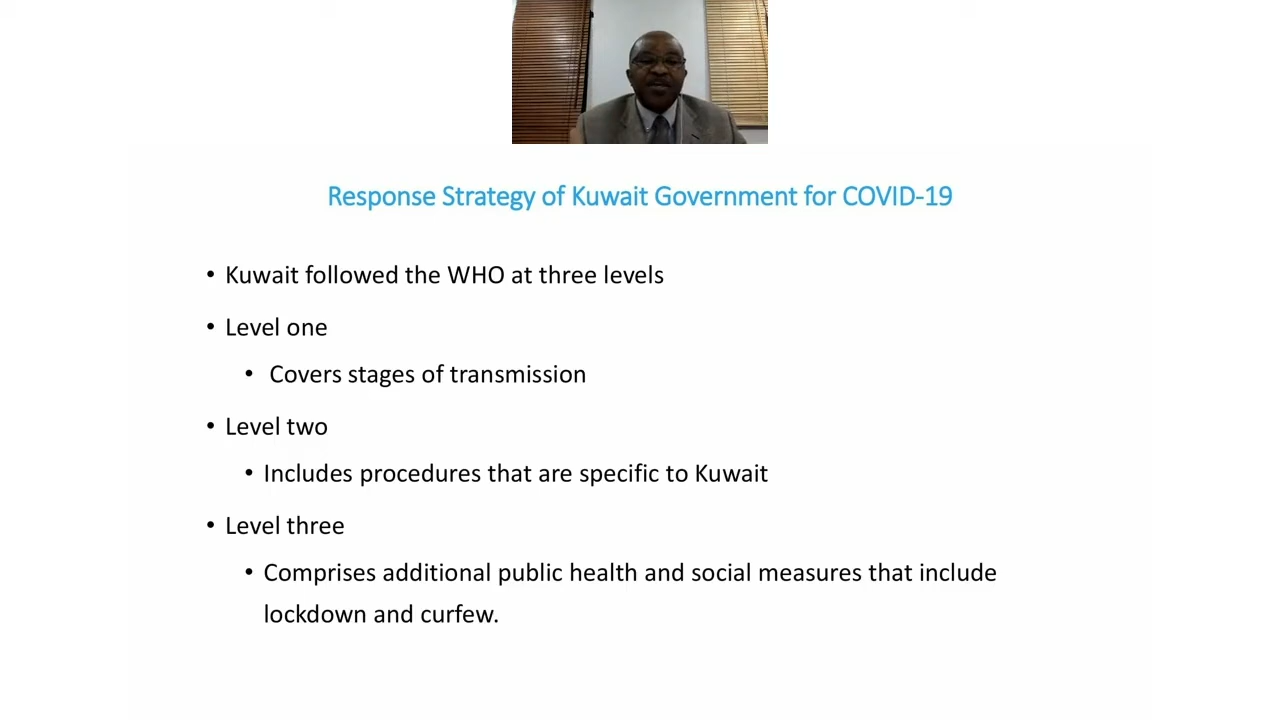 Response Strategy of Kuwait Government for COVID-19
• Kuwait followed the WHO at three levels
• Level one
• Covers stages of transmission
• Level two
• Includes procedures that are specific to Kuwait
• Level three
• Comprises additional public health and social measures that include
lockdown and curfew.